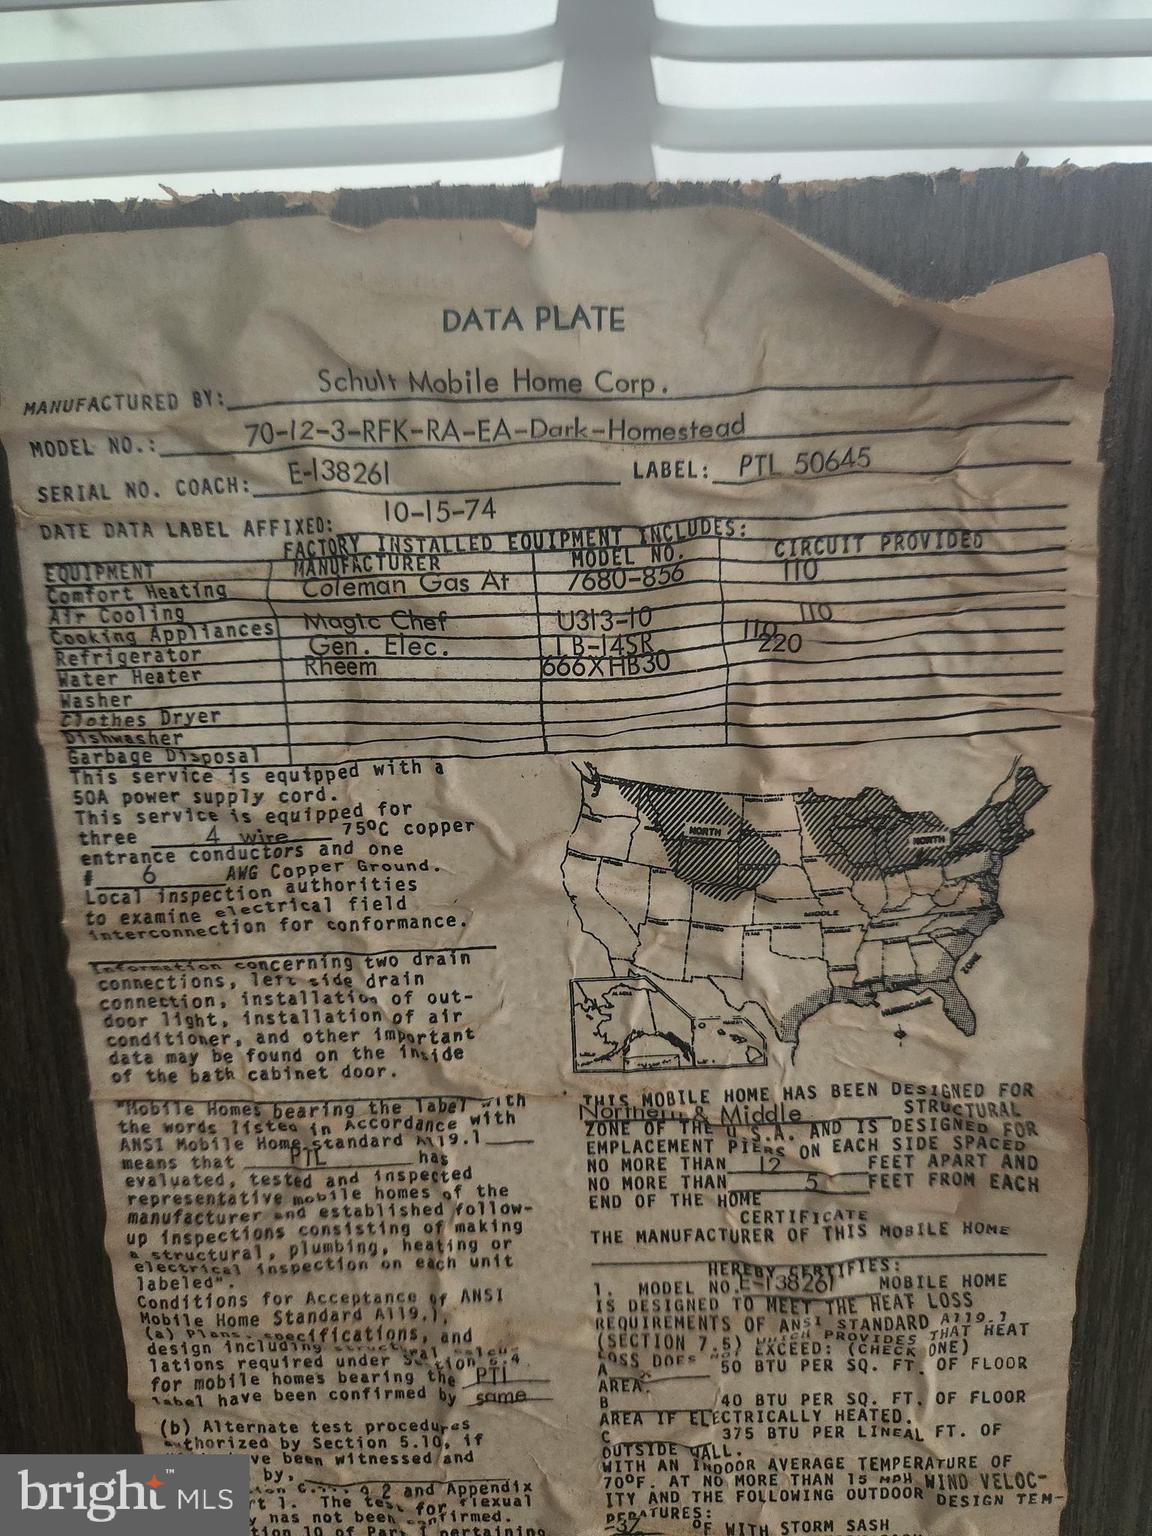 DATA PLATE
MANUFACTURED BY: Schult Mobile Home Corp.
MODEL NO.: 70-12-3-RFK-RA-EA-Dark-Homestead
SERIAL NO. COACH: E-138261 LABEL: PTL 50645
DATE DATA LABEL AFFIXED: 10-15-74
FACTORY INSTALLED EQUIPMENT INCLUDES:
EQUIPMENT MANUFACTURER MODEL NO. CIRCUIT PROVIDED
Comfort Heating Coleman Gas At 7680-856 110
Air Cooling
Cooking Appliances Magic Chef U313-10 110
Refrigerator Gen. Elec. 110
Water Heater Rheem 666XHB30 220
Washer
Clothes Dryer
Dishwasher
Garbage Disposal
This service is equipped with a
50A power supply cord.
This service is equipped for
three 4 wire 75°C copper
entrance conductors and one
# 6 AWG Copper Ground.
Local inspection authorities
to examine electrical field
interconnection for conformance.
Information concerning two drain
connections, left side drain
connection, installation of out-
door light, installation of air
conditioner, and other important
data may be found on the inside
of the bath cabinet door.
"Mobile Homes bearing the label with
the words listed in Accordance with
ANSI Mobile Home standard A119.1
means that PTL has
evaluated, tested and inspected
representative mobile homes of the
manufacturer and established follow-
up inspections consisting of making
a structural, plumbing, heating or
electrical inspection on each unit
labeled".
Conditions for Acceptance of ANSI
Mobile Home Standard A119.1,
(a) Plans, specifications, and
design including structural calcu-
lations required under Section 6.4
for mobile homes bearing the PTL
label have been confirmed by same
(b) Alternate test procedures
authorized by Section 5.10, if
been witnessed and
by,
2 and Appendix
1. The test for flexual
has not been confirmed.
10 of Part 1 pertaining
NORTH
NORTH
MIDDLE
HURRICANE
ZONE
ALASKA
THIS MOBILE HOME HAS BEEN DESIGNED FOR
Northern & Middle STRUCTURAL
ZONE OF THE U.S.A. AND IS DESIGNED FOR
EMPLACEMENT PIERS ON EACH SIDE SPACED
NO MORE THAN 12 FEET APART AND
NO MORE THAN 5 FEET FROM EACH
END OF THE HOME
CERTIFICATE
THE MANUFACTURER OF THIS MOBILE HOME
HEREBY CERTIFIES:
1. MODEL NO. E-138261 MOBILE HOME
IS DESIGNED TO MEET THE HEAT LOSS
REQUIREMENTS OF ANSI STANDARD A119.1
(SECTION 7.5) WHICH PROVIDES THAT HEAT
LOSS DOES NOT EXCEED: (CHECK ONE)
A x 50 BTU PER SQ. FT. OF FLOOR
AREA.
B 40 BTU PER SQ. FT. OF FLOOR
AREA IF ELECTRICALLY HEATED.
C 375 BTU PER LINEAL FT. OF
OUTSIDE WALL.
WITH AN INDOOR AVERAGE TEMPERATURE OF
70°F. AT NO MORE THAN 15 MPH WIND VELOC-
ITY AND THE FOLLOWING OUTDOOR DESIGN TEM-
PERATURES:
-37 °F WITH STORM SASH
bright™ MLS